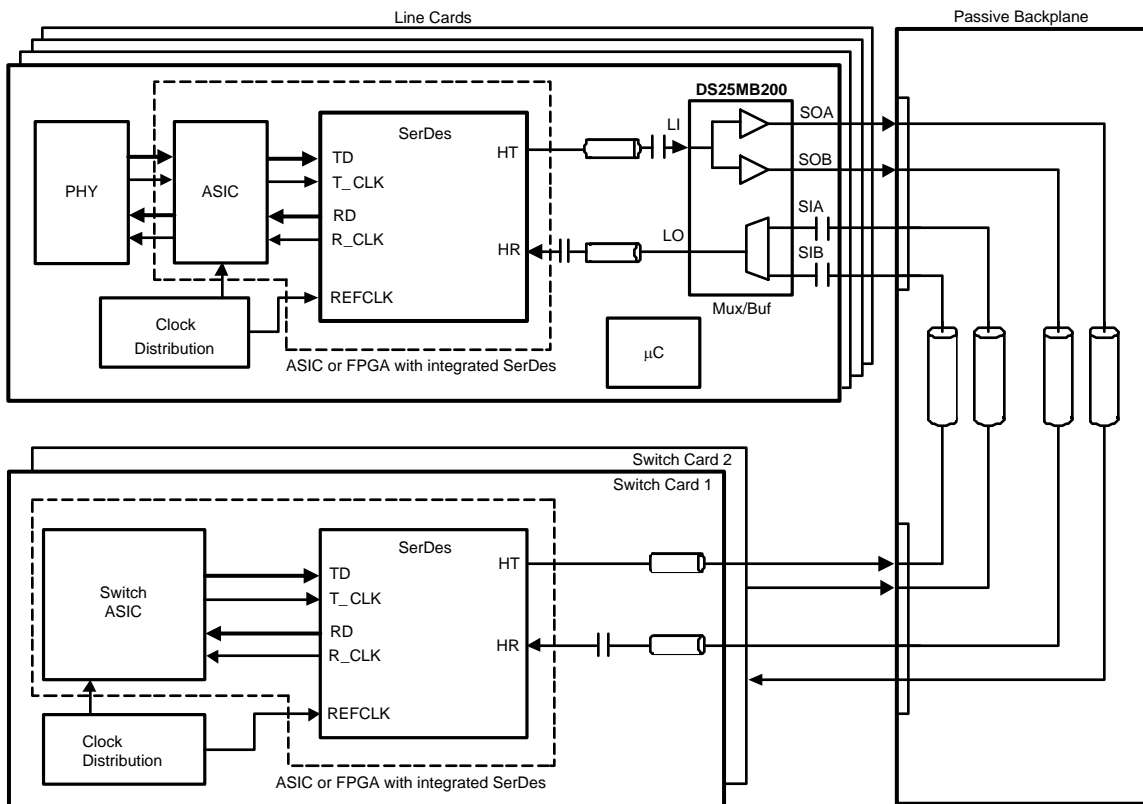 Line Cards
Passive Backplane
DS25MB200
SerDes
LI
SOA
HT
TD
SOB
PHY
ASIC
T_CLK
RD
SIA
R_CLK
HR
LO
SIB
REFCLK
Mux/Buf
Clock
Distribution
μC
ASIC or FPGA with integrated SerDes
Switch Card 2
Switch Card 1
SerDes
HT
TD
Switch
ASIC
T_CLK
RD
HR
R_CLK
REFCLK
Clock
Distribution
ASIC or FPGA with integrated SerDes